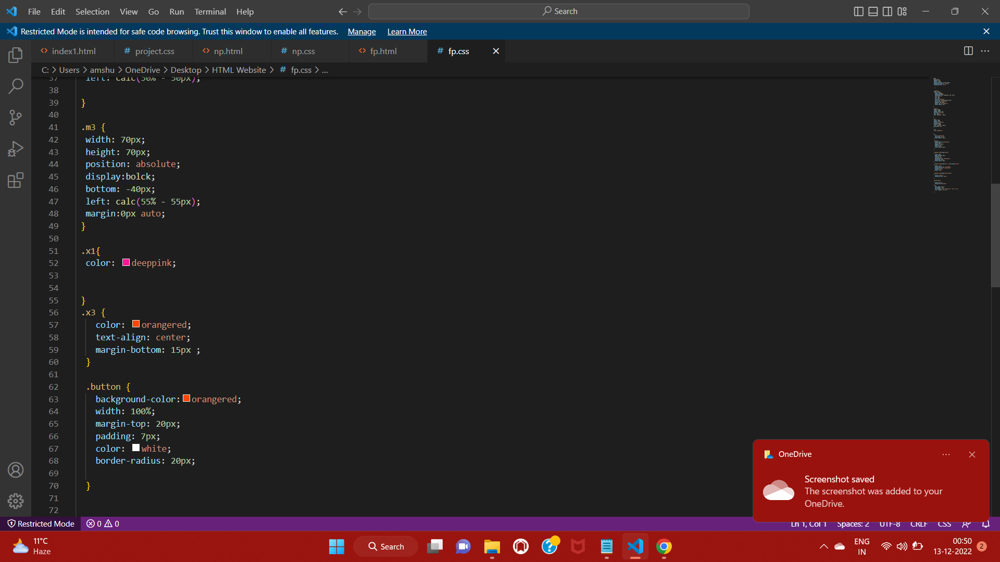 File Edit Selection View Go Run Terminal Help
Search
Restricted Mode is intended for safe code browsing. Trust this window to enable all features. Manage Learn More
<> index1.html # project.css <> np.html # np.css <> fp.html # fp.css
C: > Users > amshu > OneDrive > Desktop > HTML Website > # fp.css > ...
37 left: calc(50% - 50px);
38
39 }
40
41 .m3 {
42 width: 70px;
43 height: 70px;
44 position: absolute;
45 display:bolck;
46 bottom: -40px;
47 left: calc(55% - 55px);
48 margin:0px auto;
49 }
50
51 .x1{
52 color: deeppink;
53
54
55 }
56 .x3 {
57 color: orangered;
58 text-align: center;
59 margin-bottom: 15px ;
60 }
61
62 .button {
63 background-color: orangered;
64 width: 100%;
65 margin-top: 20px;
66 padding: 7px;
67 color: white;
68 border-radius: 20px;
69
70 }
71
72
OneDrive
Screenshot saved
The screenshot was added to your
OneDrive.
Restricted Mode 0 0 Ln 1, Col 1 Spaces: 2 UTF-8 CRLF CSS
11°C
Haze
Search
ENG
IN
00:50
13-12-2022
2